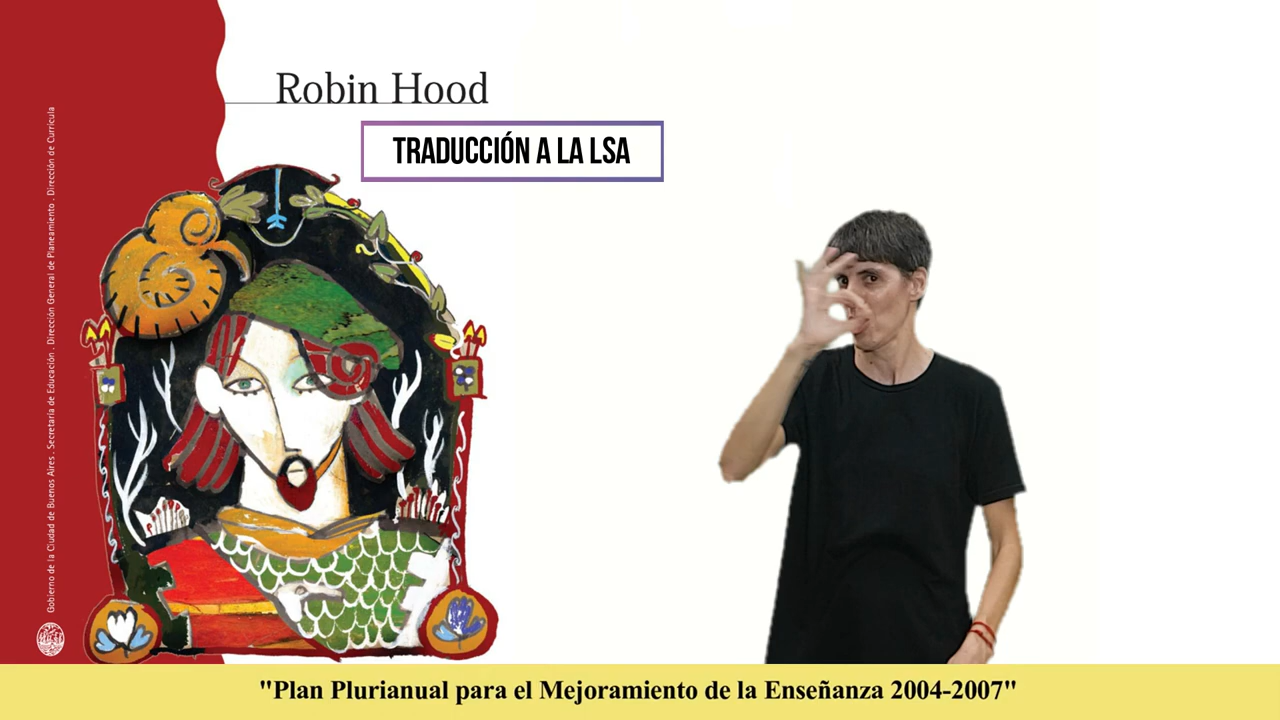 Robin Hood
TRADUCCIÓN A LA LSA
Gobierno de la Ciudad de Buenos Aires . Secretaría de Educación . Dirección General de Planeamiento . Dirección de Currícula
"Plan Plurianual para el Mejoramiento de la Enseñanza 2004-2007"